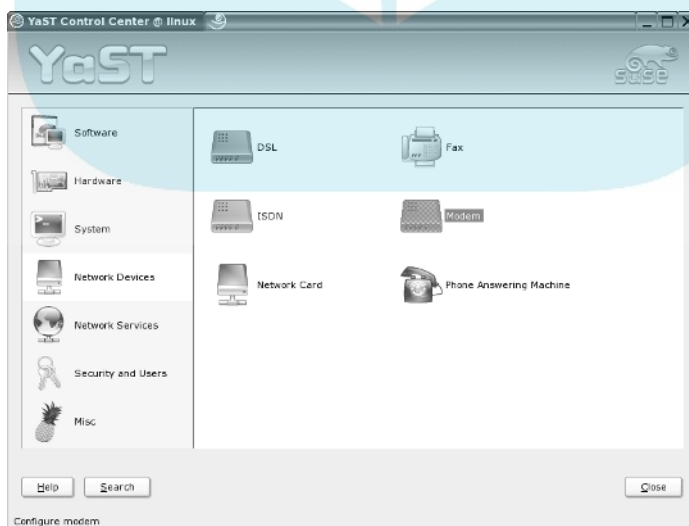 YaST Control Center @ linux
YaST
SUSE
Software
Hardware
System
Network Devices
Network Services
Security and Users
Misc
DSL
Fax
ISDN
Modem
Network Card
Phone Answering Machine
Help
Search
Close
Configure modem